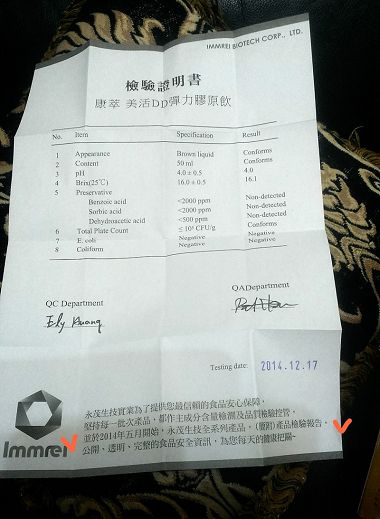 IMMREI BIOTECH CORP., LTD.
檢驗證明書
康萃 美活DD彈力膠原飲
No. Item Specification Result
1 Appearance Brown liquid Conforms
2 Content 50 ml Conforms
3 pH 4.0 ± 0.5 4.0
4 Brix(25℃) 16.0 ± 0.5 16.1
5 Preservative
Benzoic acid <2000 ppm Non-detected
Sorbic acid <2000 ppm Non-detected
Dehydroacetic acid <500 ppm Non-detected
6 Total Plate Count Conforms
7 E. coli Negative Negative
8 Coliform Negative Negative
QC Department QADepartment
Testing date: 2014.12.17
永茂生技實業為了提供您最信賴的食品安心保障,
堅持每一批次產品、都作主成分含量檢測及品質檢驗控管,
並於2014年五月開始,永茂生技全系列產品,(隨附)產品檢驗報告,
公開、透明、完整的食品安全資訊,為您每天的健康把關~
Immrei